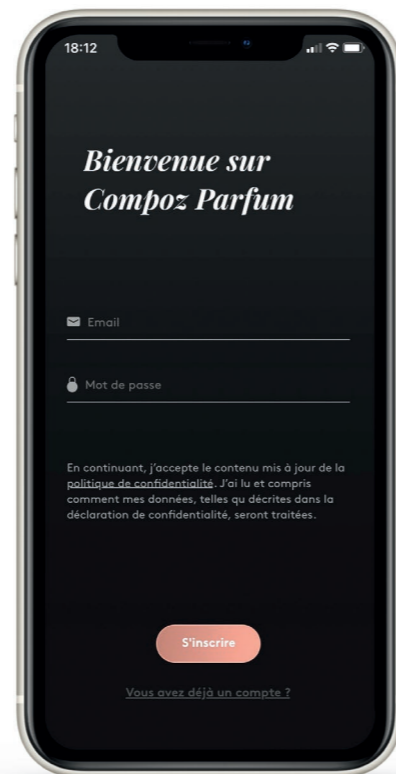 18:12
Bienvenue sur
Compoz Parfum
Email
Mot de passe
En continuant, j'accepte le contenu mis à jour de la
politique de confidentialité. J'ai lu et compris
comment mes données, telles qu décrites dans la
déclaration de confidentialité, seront traitées.
S'inscrire
Vous avez déjà un compte ?